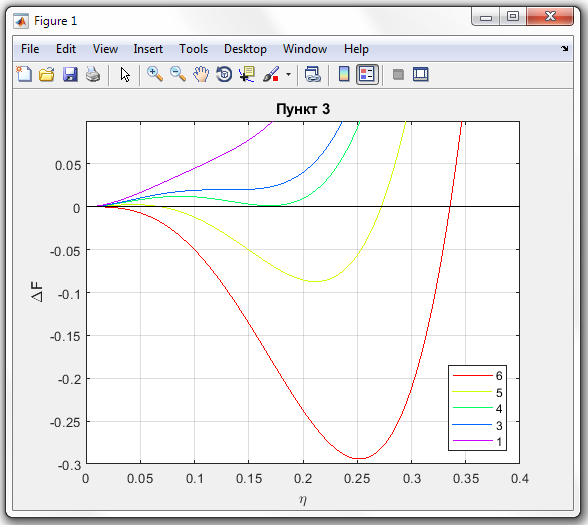 Figure 1
File Edit View Insert Tools Desktop Window Help
Пункт 3
ΔF
0.05
0
-0.05
-0.1
-0.15
-0.2
-0.25
-0.3
6
5
4
3
1
0 0.05 0.1 0.15 0.2 0.25 0.3 0.35 0.4
η